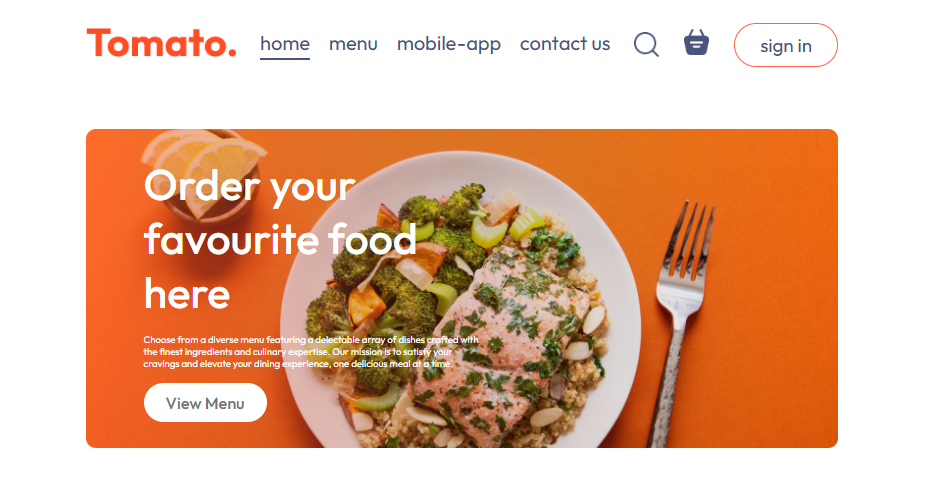 Tomato.
home menu mobile-app contact us sign in
Order your
favourite food
here
Choose from a diverse menu featuring a delectable array of dishes crafted with
the finest ingredients and culinary expertise. Our mission is to satisfy your
cravings and elevate your dining experience, one delicious meal at a time.
View Menu